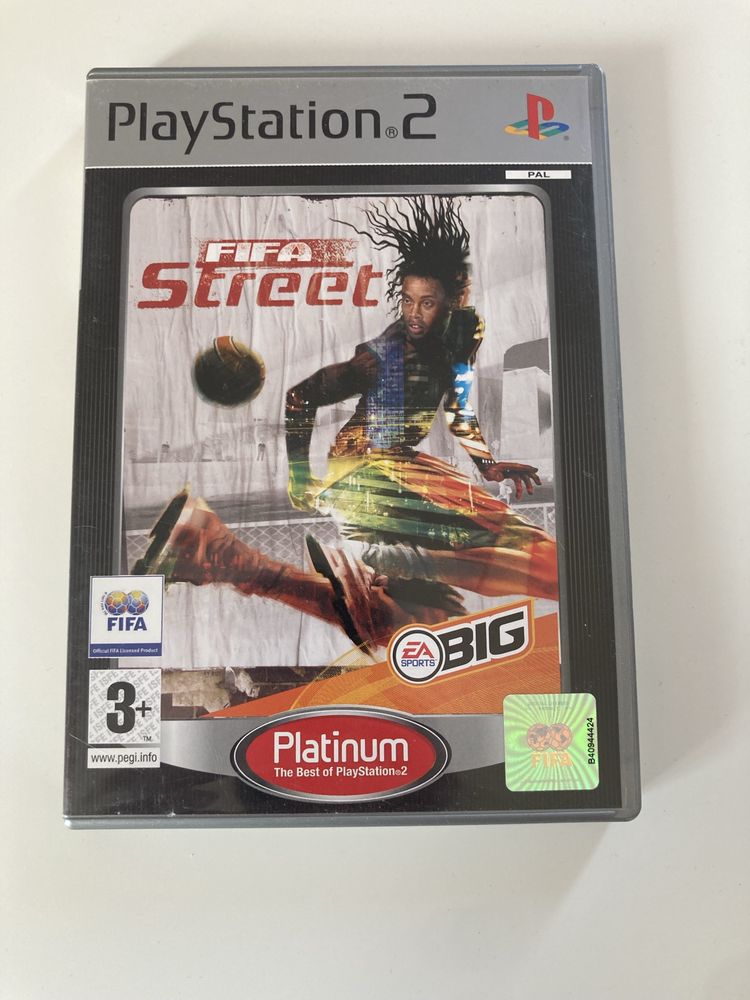 PlayStation®2
PAL
FIFA
Street
FIFA
Official FIFA Licensed Product
EA
SPORTS
BIG
3+
TM
www.pegi.info
Platinum
The Best of PlayStation®2
FIFA
B40944424